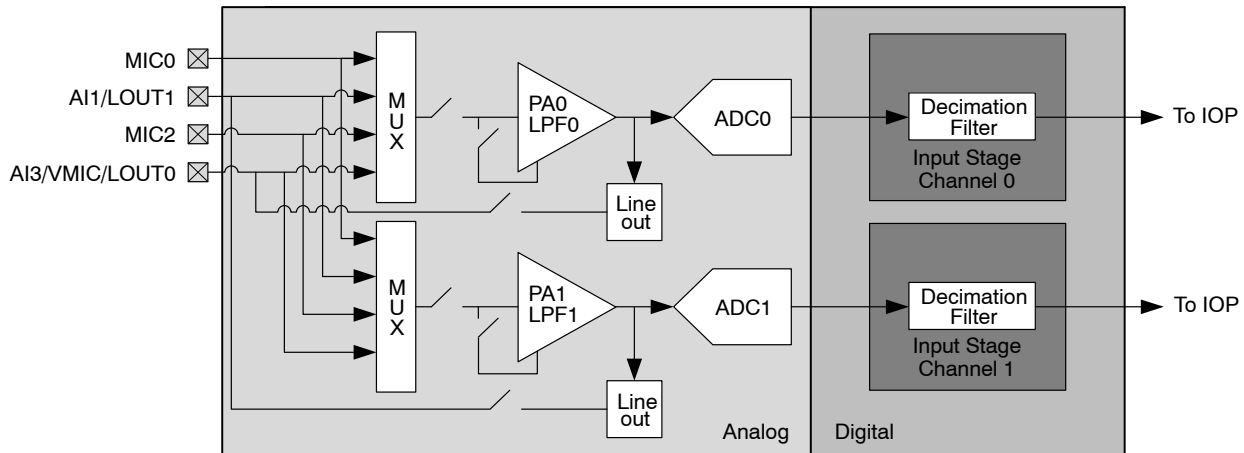 MIC0
AI1/LOUT1
MIC2
AI3/VMIC/LOUT0
M
U
X
PA0
LPF0
ADC0
Line
out
Decimation
Filter
Input Stage
Channel 0
To IOP
M
U
X
PA1
LPF1
ADC1
Line
out
Decimation
Filter
Input Stage
Channel 1
To IOP
Analog
Digital